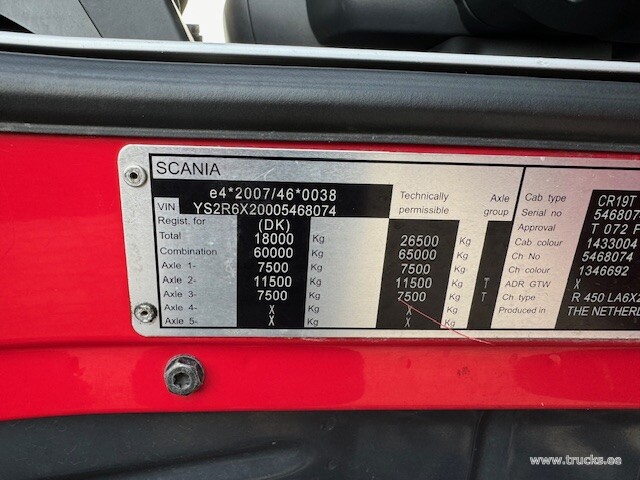 SCANIA
e4*2007/46*0038
VIN YS2R6X20005468074
Technically permissible
Axle group
Regist. for (DK)
Total 18000 Kg 26500 Kg
Combination 60000 Kg 65000 Kg
Axle 1- 7500 Kg 7500 Kg
Axle 2- 11500 Kg 11500 Kg T
Axle 3- 7500 Kg 7500 Kg T
Axle 4- X Kg X Kg
Axle 5- X Kg X Kg
Cab type CR19T
Serial no 546807
Approval T 072 F
Cab colour 1433004
Ch No 5468074
Ch colour 1346692
ADR GTW X
Ch type R 450 LA6X2
Produced in THE NETHERL
X
www.trucks.ee